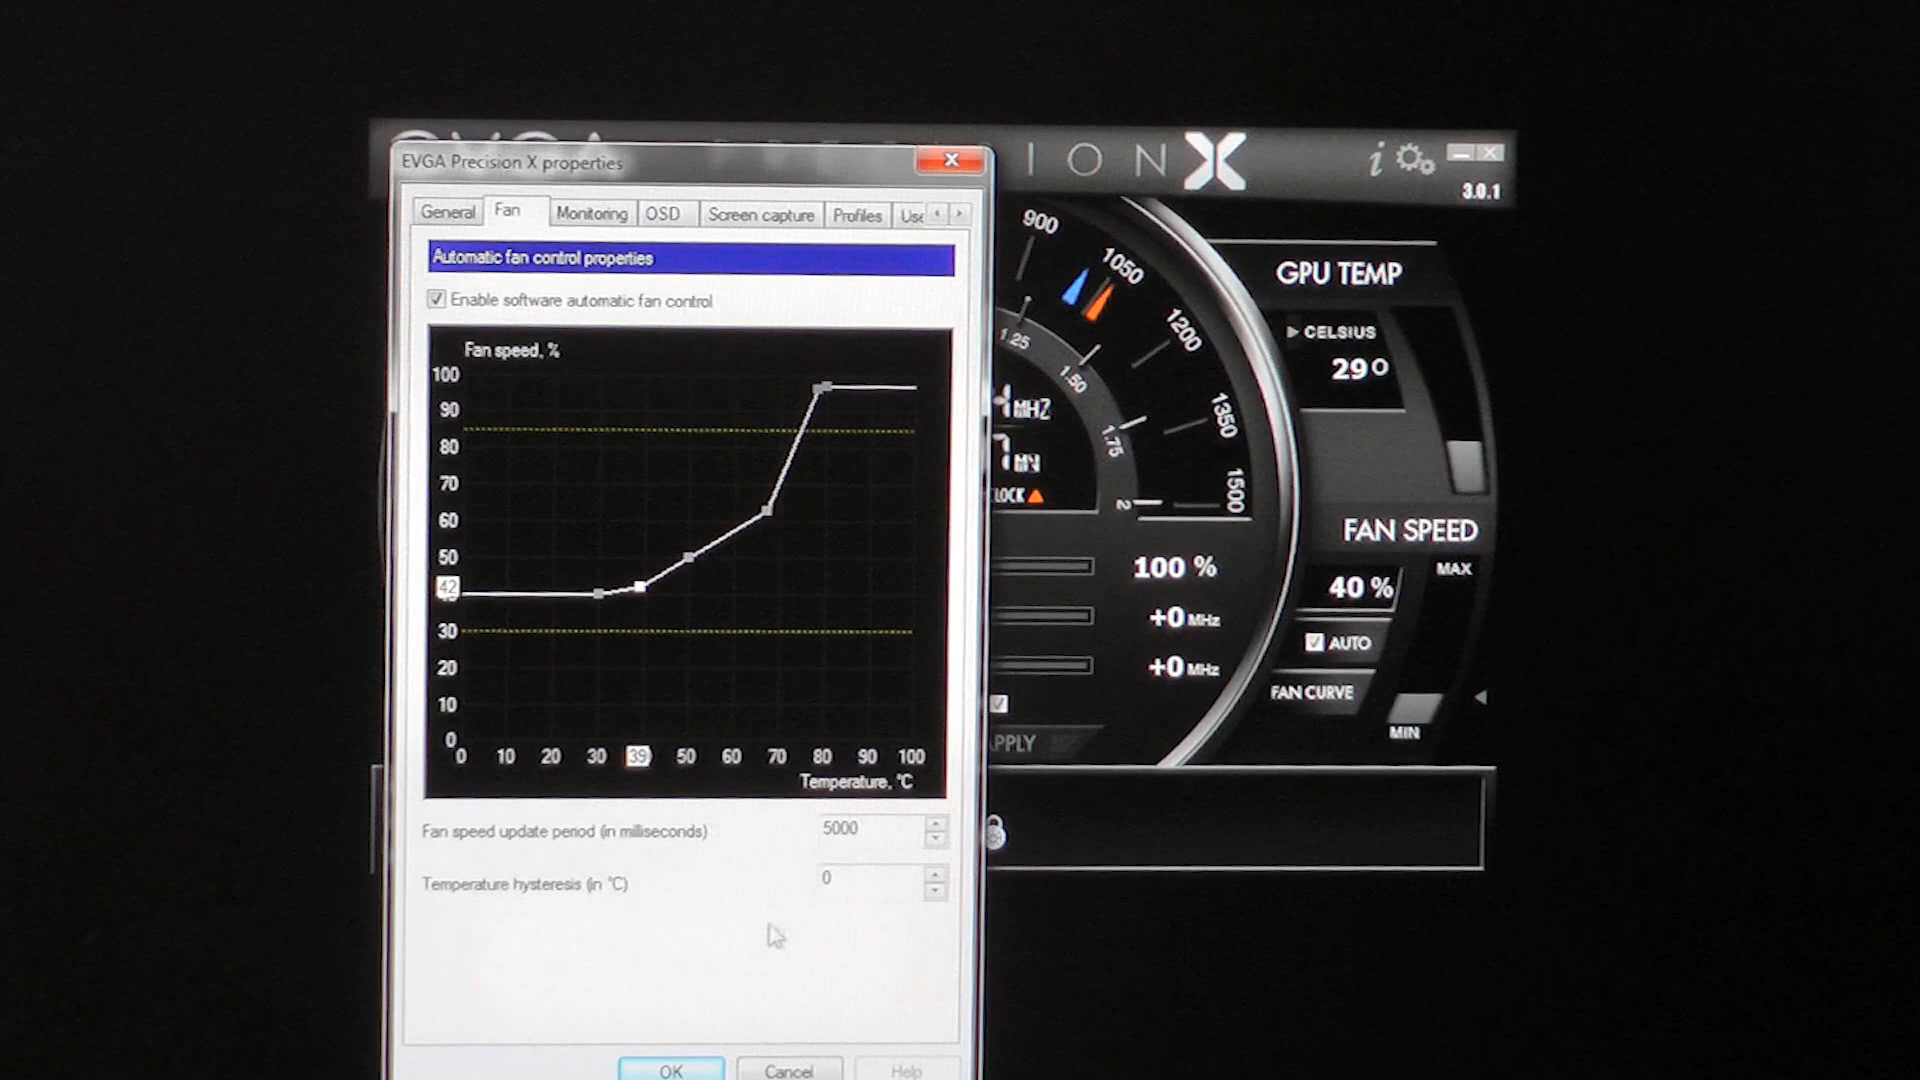 EVGA Precision X properties
I O N X
i
3.0.1
General Fan Monitoring OSD Screen capture Profiles Use
Automatic fan control properties
Enable software automatic fan control
Fan speed, %
100
90
80
70
60
50
42
30
20
10
0
0 10 20 30 39 50 60 70 80 90 100
Temperature, °C
Fan speed update period (in milliseconds) 5000
Temperature hysteresis (in °C) 0
OK Cancel Help
900
1050
1200
1350
1500
1.25
1.50
1.75
2
MHZ
LOCK
100 %
+0 MHz
+0 MHz
APPLY
GPU TEMP
CELSIUS
29°
FAN SPEED
MAX
40 %
AUTO
FAN CURVE
MIN